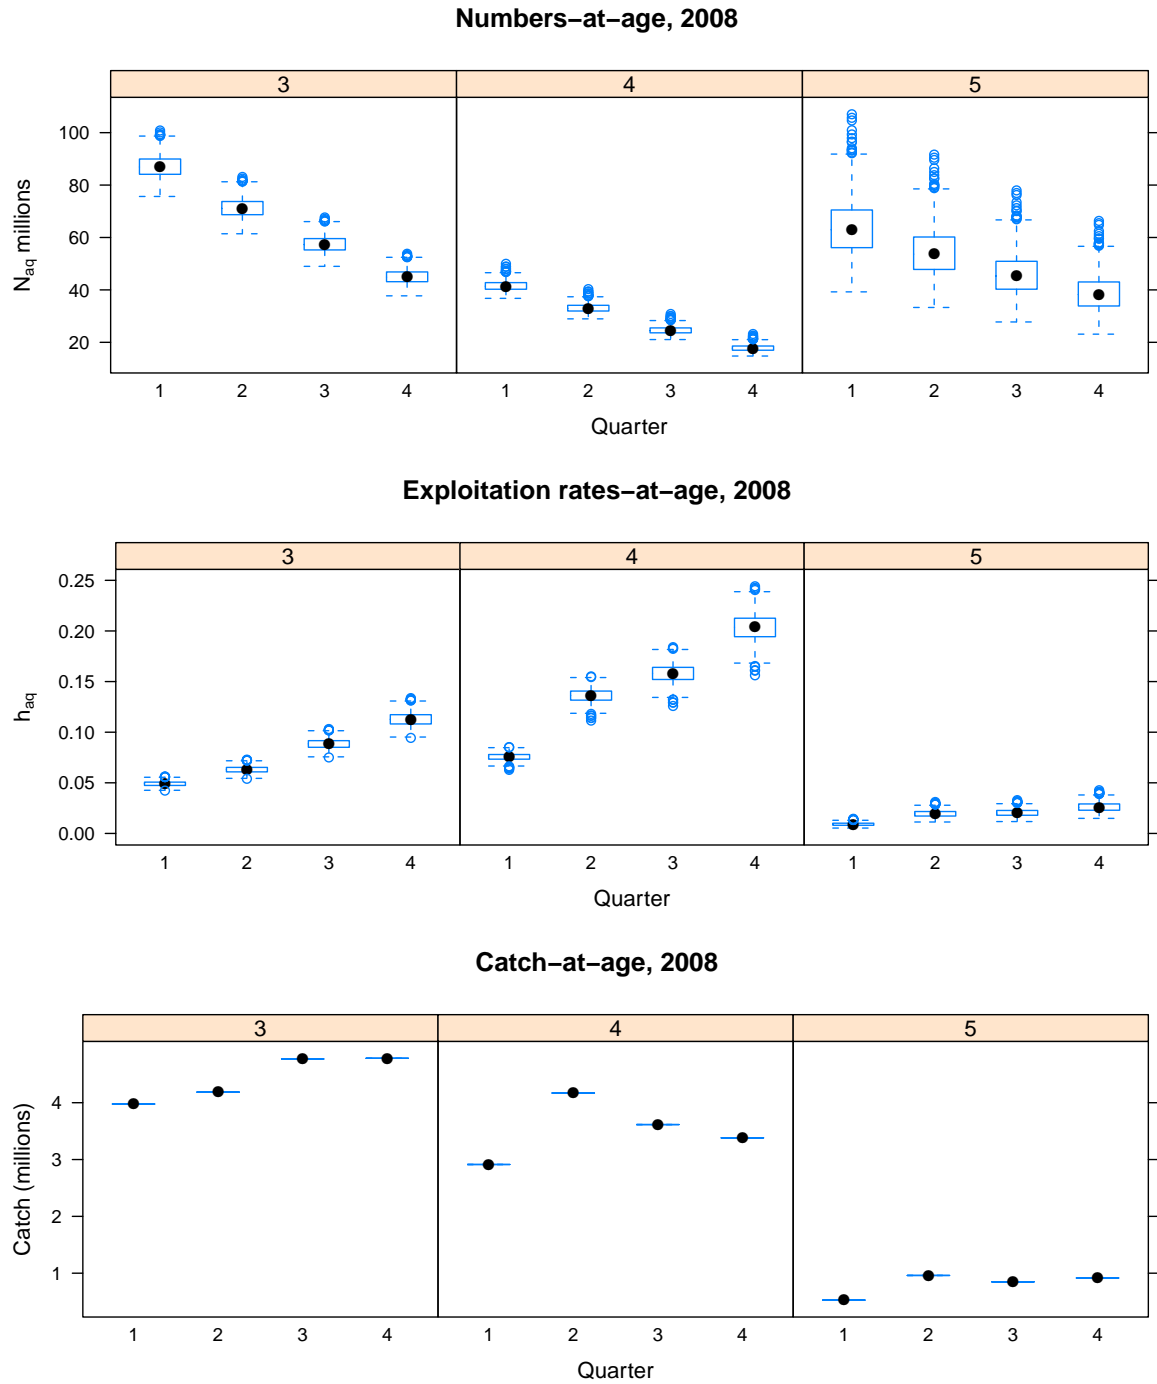 Numbers−at−age, 2008
3 4 5
100
80
60
40
20
Naq millions
1 2 3 4 1 2 3 4 1 2 3 4
Quarter
Exploitation rates−at−age, 2008
3 4 5
0.25
0.20
0.15
0.10
0.05
0.00
haq
1 2 3 4 1 2 3 4 1 2 3 4
Quarter
Catch−at−age, 2008
3 4 5
4
3
2
1
Catch (millions)
1 2 3 4 1 2 3 4 1 2 3 4
Quarter